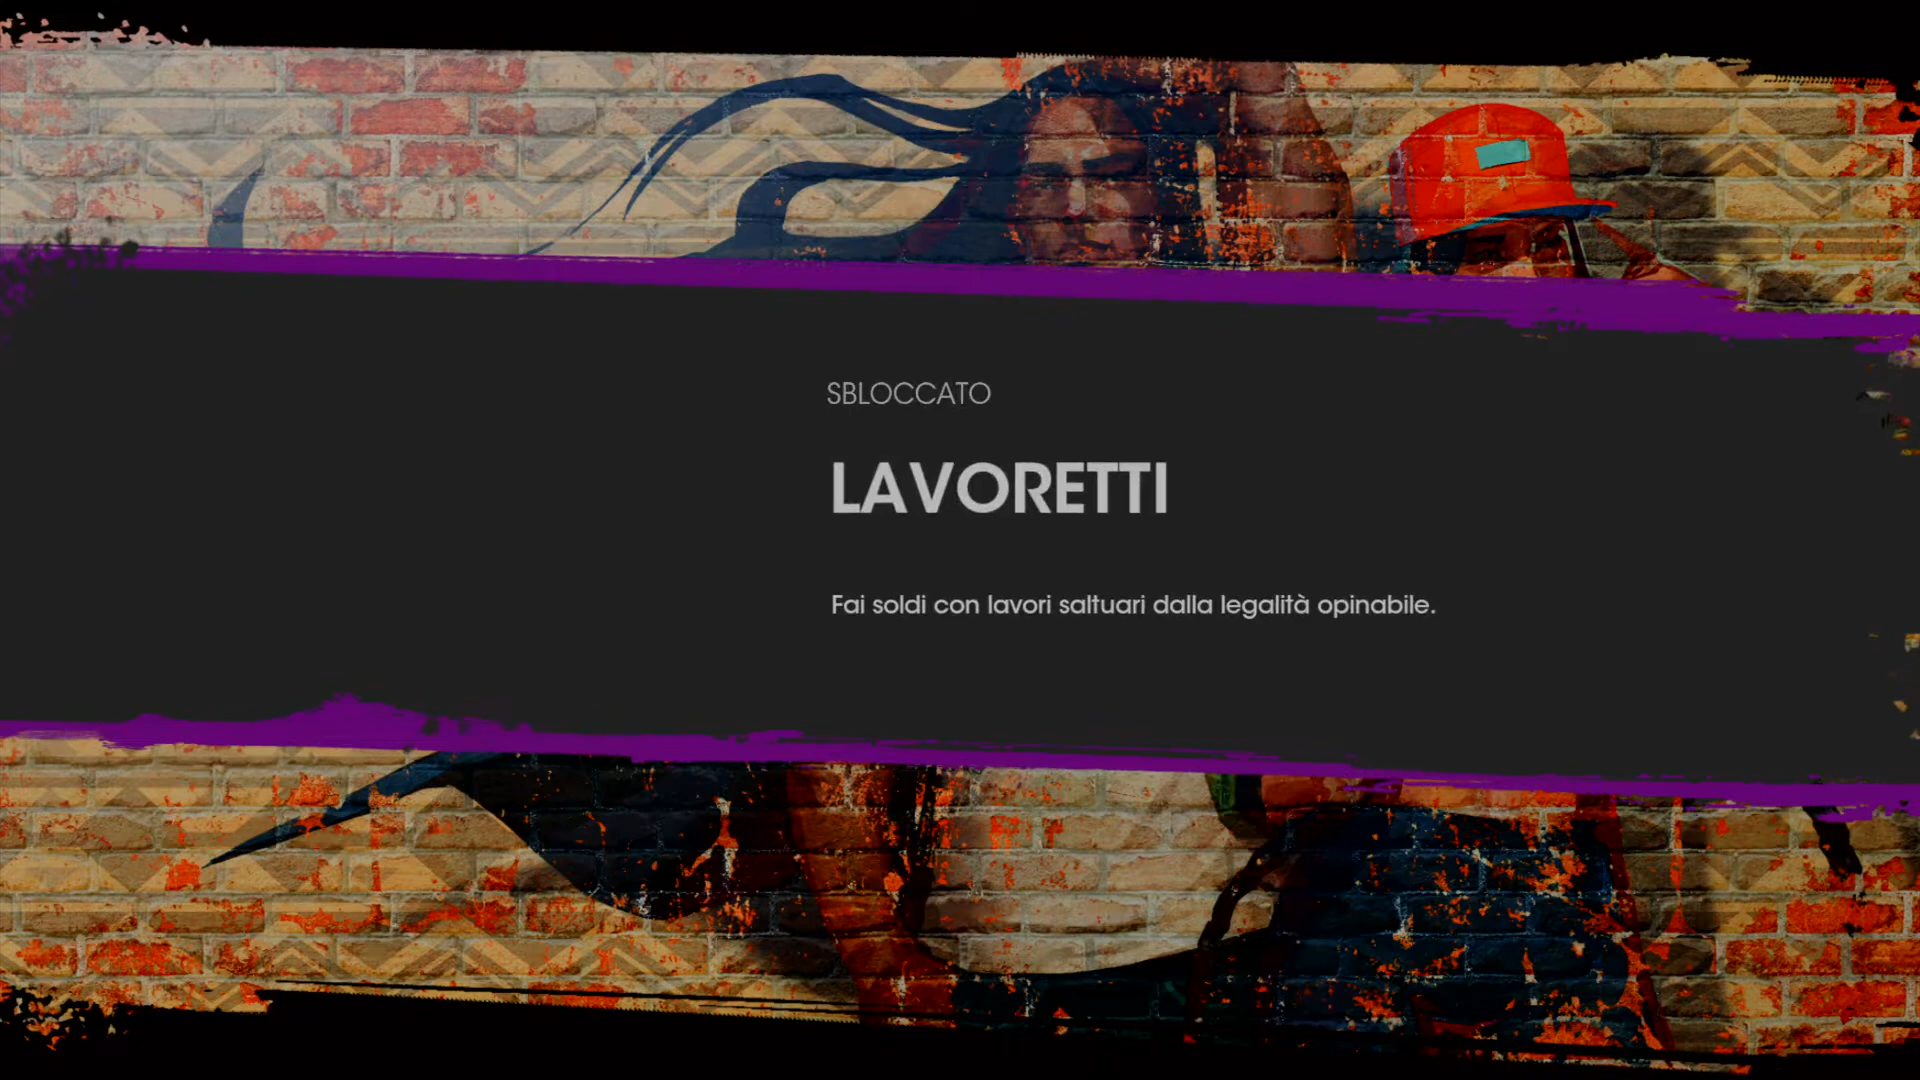 SBLOCCATO
LAVORETTI
Fai soldi con lavori saltuari dalla legalità opinabile.